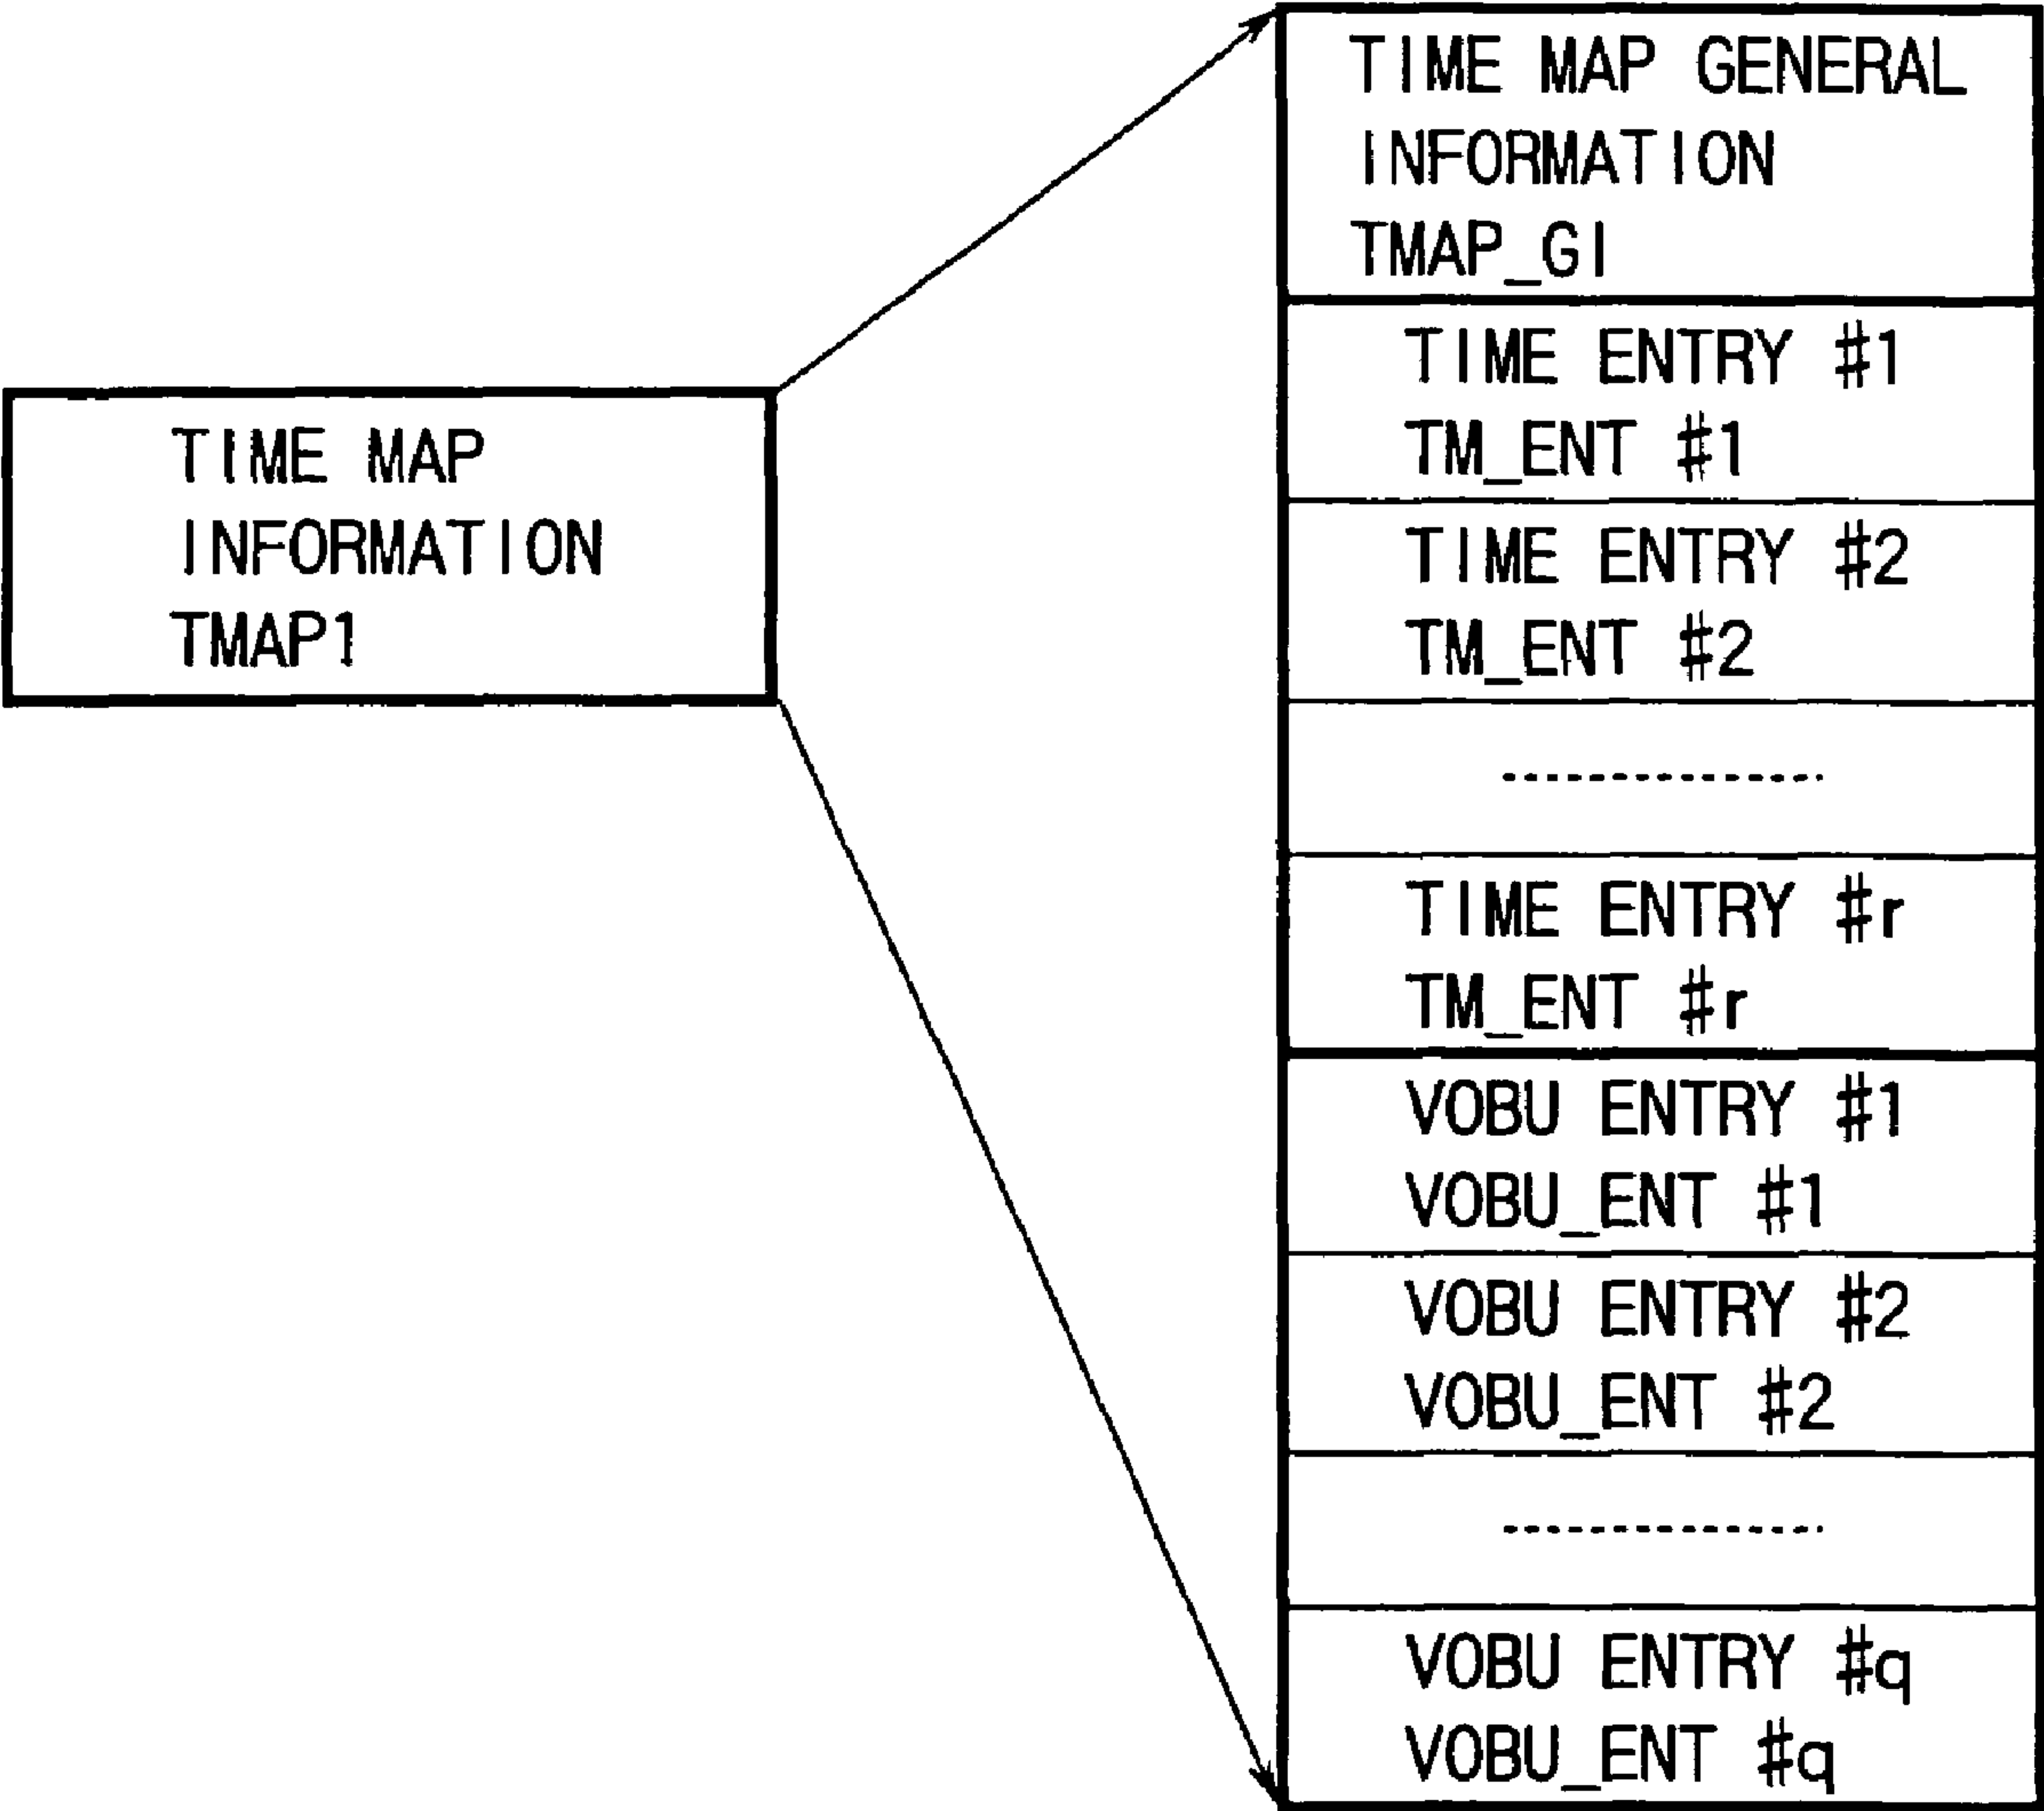 TIME MAP
INFORMATION
TMAP1
TIME MAP GENERAL
INFORMATION
TMAP_GI
TIME ENTRY #1
TM_ENT #1
TIME ENTRY #2
TM_ENT #2
TIME ENTRY #r
TM_ENT #r
VOBU ENTRY #1
VOBU_ENT #1
VOBU ENTRY #2
VOBU_ENT #2
VOBU ENTRY #q
VOBU_ENT #q